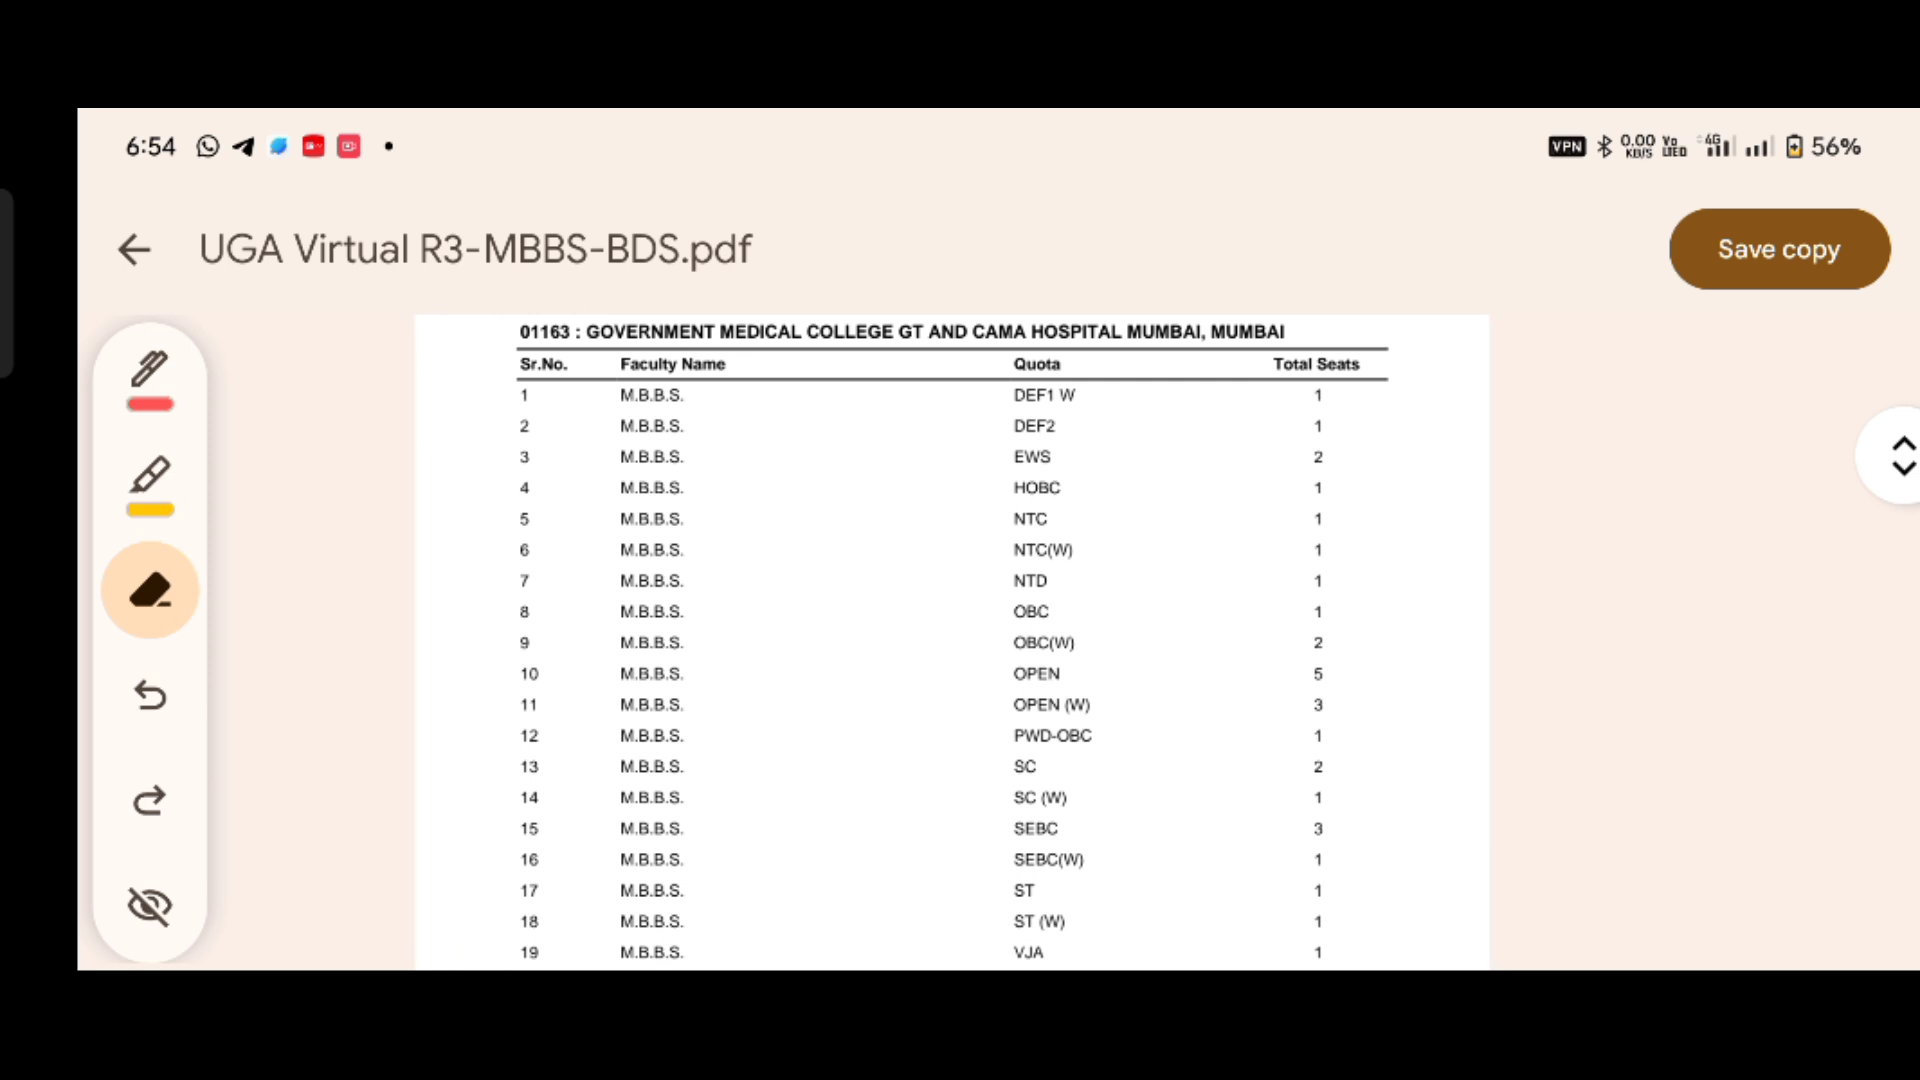 6:54 VPN 0.00 KB/S Vo LTED 4G 56%
UGA Virtual R3-MBBS-BDS.pdf Save copy
01163 : GOVERNMENT MEDICAL COLLEGE GT AND CAMA HOSPITAL MUMBAI, MUMBAI
Sr.No. Faculty Name Quota Total Seats
1 M.B.B.S. DEF1 W 1
2 M.B.B.S. DEF2 1
3 M.B.B.S. EWS 2
4 M.B.B.S. HOBC 1
5 M.B.B.S. NTC 1
6 M.B.B.S. NTC(W) 1
7 M.B.B.S. NTD 1
8 M.B.B.S. OBC 1
9 M.B.B.S. OBC(W) 2
10 M.B.B.S. OPEN 5
11 M.B.B.S. OPEN (W) 3
12 M.B.B.S. PWD-OBC 1
13 M.B.B.S. SC 2
14 M.B.B.S. SC (W) 1
15 M.B.B.S. SEBC 3
16 M.B.B.S. SEBC(W) 1
17 M.B.B.S. ST 1
18 M.B.B.S. ST (W) 1
19 M.B.B.S. VJA 1